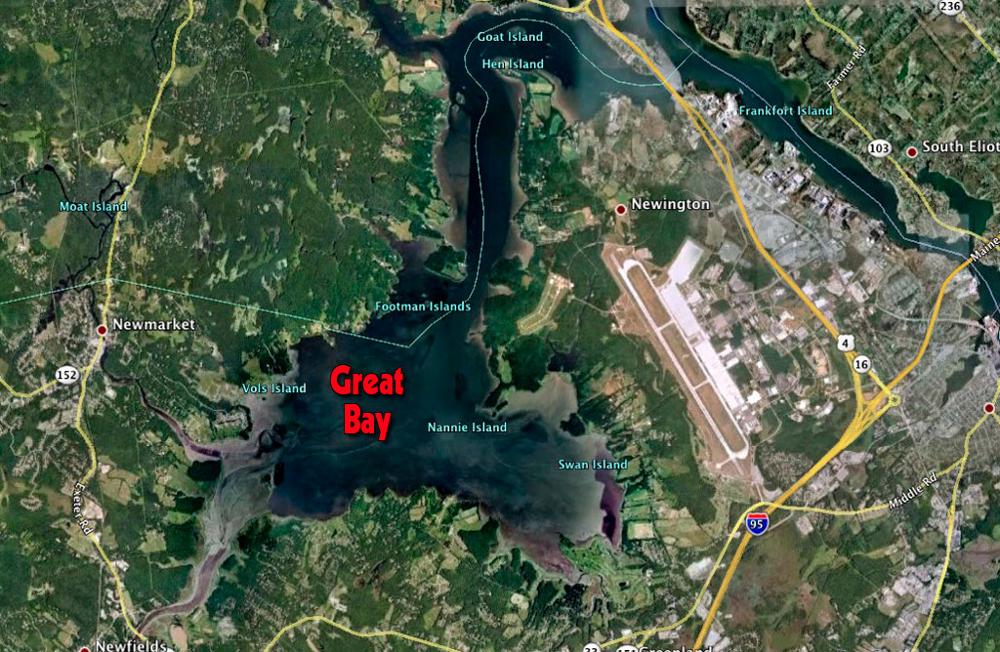 236
Goat Island
Hen Island
Farmer Rd
Frankfort Island
103
South Eliot
Moat Island
Newington
Maine
Footman Islands
Newmarket
4
16
152
Great
Bay
Vols Island
Nannie Island
Swan Island
Exeter Rd
Middle Rd
95
Newfields
33
Greenland